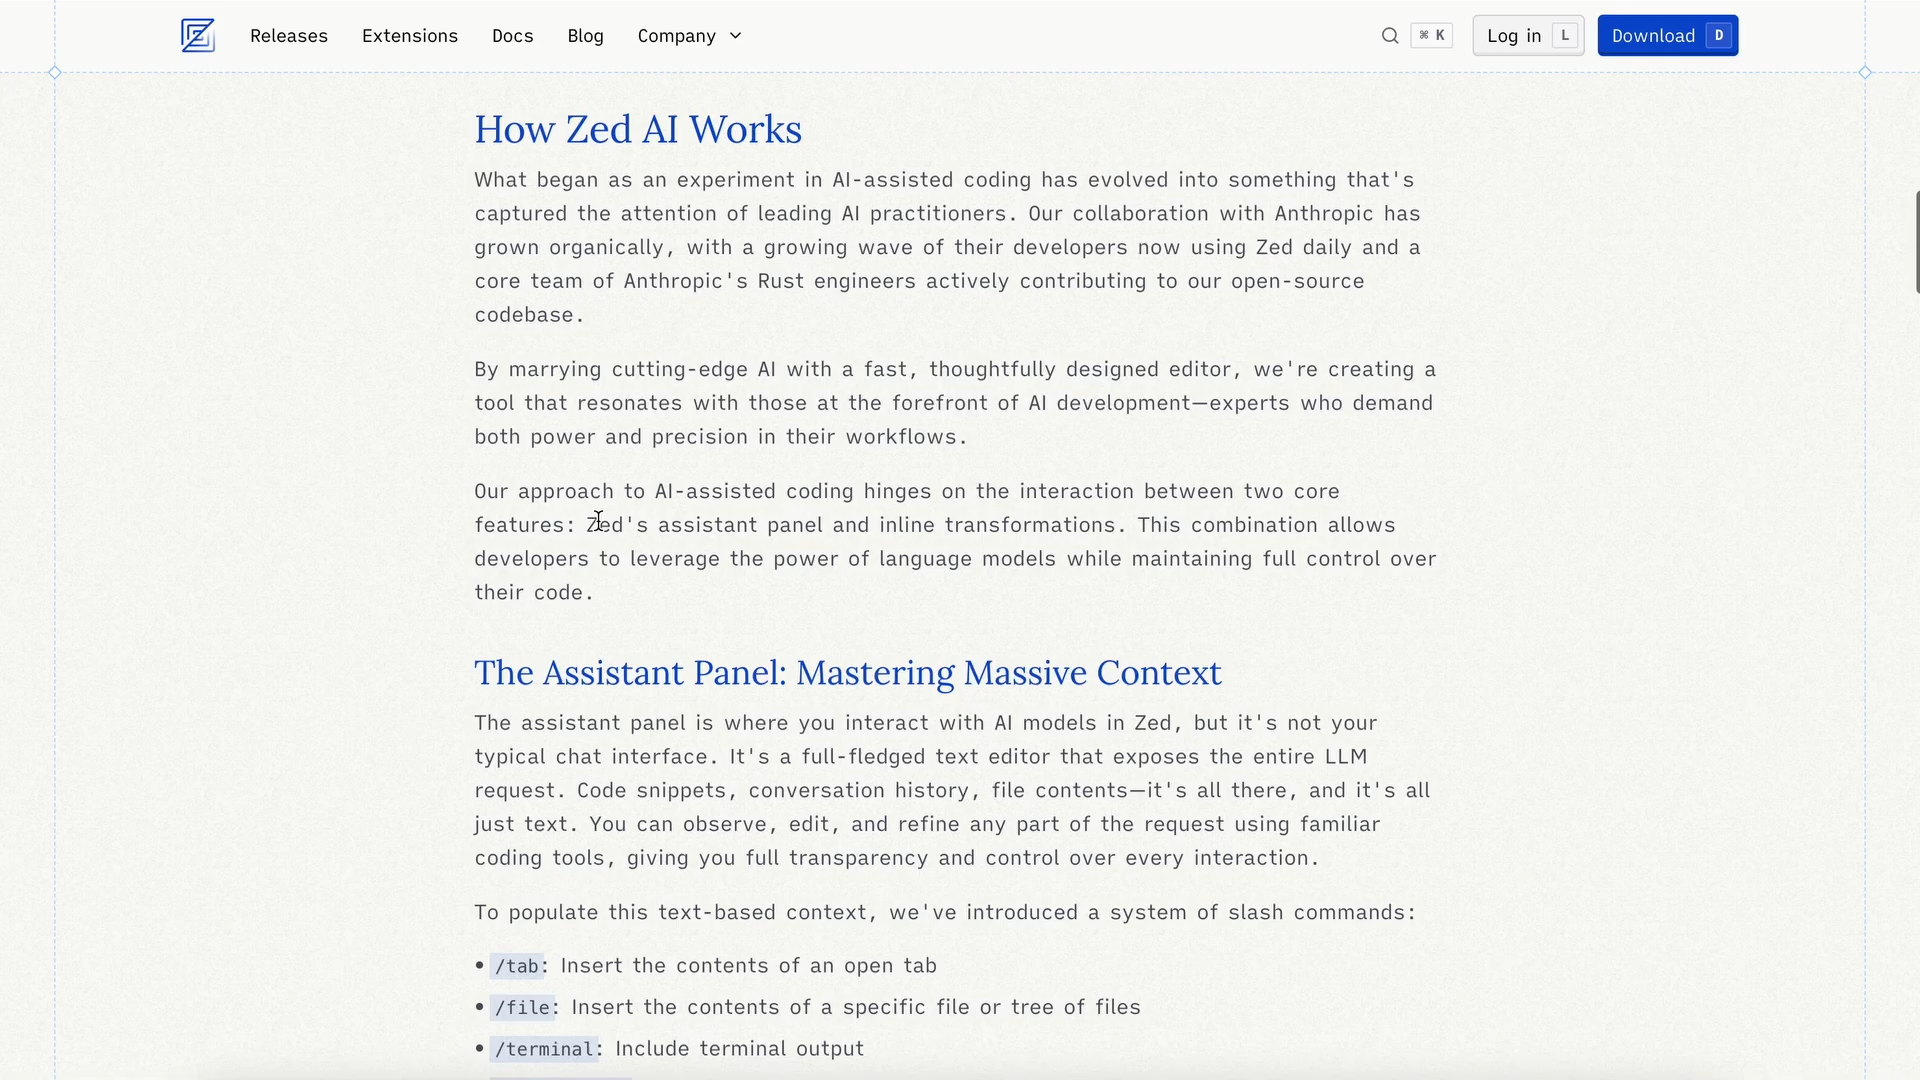 Releases Extensions Docs Blog Company ⌘ K Log in L Download D
How Zed AI Works
What began as an experiment in AI-assisted coding has evolved into something that's
captured the attention of leading AI practitioners. Our collaboration with Anthropic has
grown organically, with a growing wave of their developers now using Zed daily and a
core team of Anthropic's Rust engineers actively contributing to our open-source
codebase.
By marrying cutting-edge AI with a fast, thoughtfully designed editor, we're creating a
tool that resonates with those at the forefront of AI development—experts who demand
both power and precision in their workflows.
Our approach to AI-assisted coding hinges on the interaction between two core
features: Zed's assistant panel and inline transformations. This combination allows
developers to leverage the power of language models while maintaining full control over
their code.
The Assistant Panel: Mastering Massive Context
The assistant panel is where you interact with AI models in Zed, but it's not your
typical chat interface. It's a full-fledged text editor that exposes the entire LLM
request. Code snippets, conversation history, file contents—it's all there, and it's all
just text. You can observe, edit, and refine any part of the request using familiar
coding tools, giving you full transparency and control over every interaction.
To populate this text-based context, we've introduced a system of slash commands:
• /tab: Insert the contents of an open tab
• /file: Insert the contents of a specific file or tree of files
• /terminal: Include terminal output